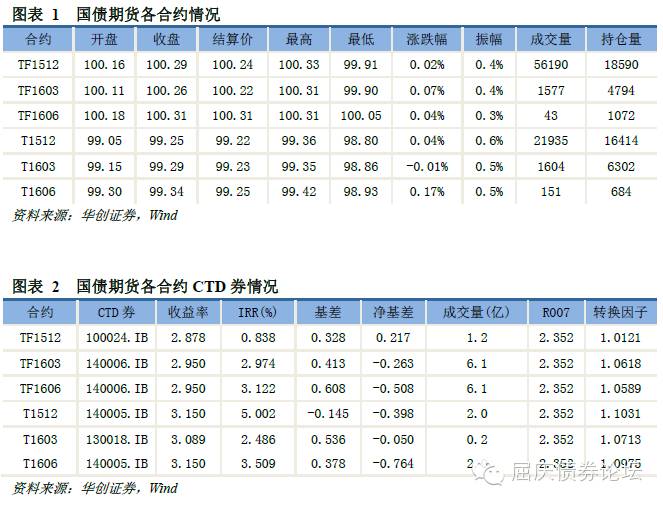 图表 1 国债期货各合约情况
合约 开盘 收盘 结算价 最高 最低 涨跌幅 振幅 成交量 持仓量
TF1512 100.16 100.29 100.24 100.33 99.91 0.02% 0.4% 56190 18590
TF1603 100.11 100.26 100.22 100.31 99.90 0.07% 0.4% 1577 4794
TF1606 100.18 100.31 100.31 100.31 100.05 0.04% 0.3% 43 1072
T1512 99.05 99.25 99.22 99.36 98.80 0.04% 0.6% 21935 16414
T1603 99.15 99.29 99.23 99.35 98.86 -0.01% 0.5% 1604 6302
T1606 99.30 99.34 99.25 99.42 98.93 0.17% 0.5% 151 684
资料来源：华创证券，Wind
图表 2 国债期货各合约 CTD 券情况
合约 CTD 券 收益率 IRR(%) 基差 净基差 成交量(亿) R007 转换因子
TF1512 100024.IB 2.878 0.838 0.328 0.217 1.2 2.352 1.0121
TF1603 140006.IB 2.950 2.974 0.413 -0.263 6.1 2.352 1.0618
TF1606 140006.IB 2.950 3.122 0.608 -0.508 6.1 2.352 1.0589
T1512 140005.IB 3.150 5.002 -0.145 -0.398 2.0 2.352 1.1031
T1603 130018.IB 3.089 2.486 0.536 -0.050 0.2 2.352 1.0713
T1606 140005.IB 3.150 3.509 0.378 -0.764 2.352 1.0975
屈庆债券论坛
资料来源：华创证券，Wind